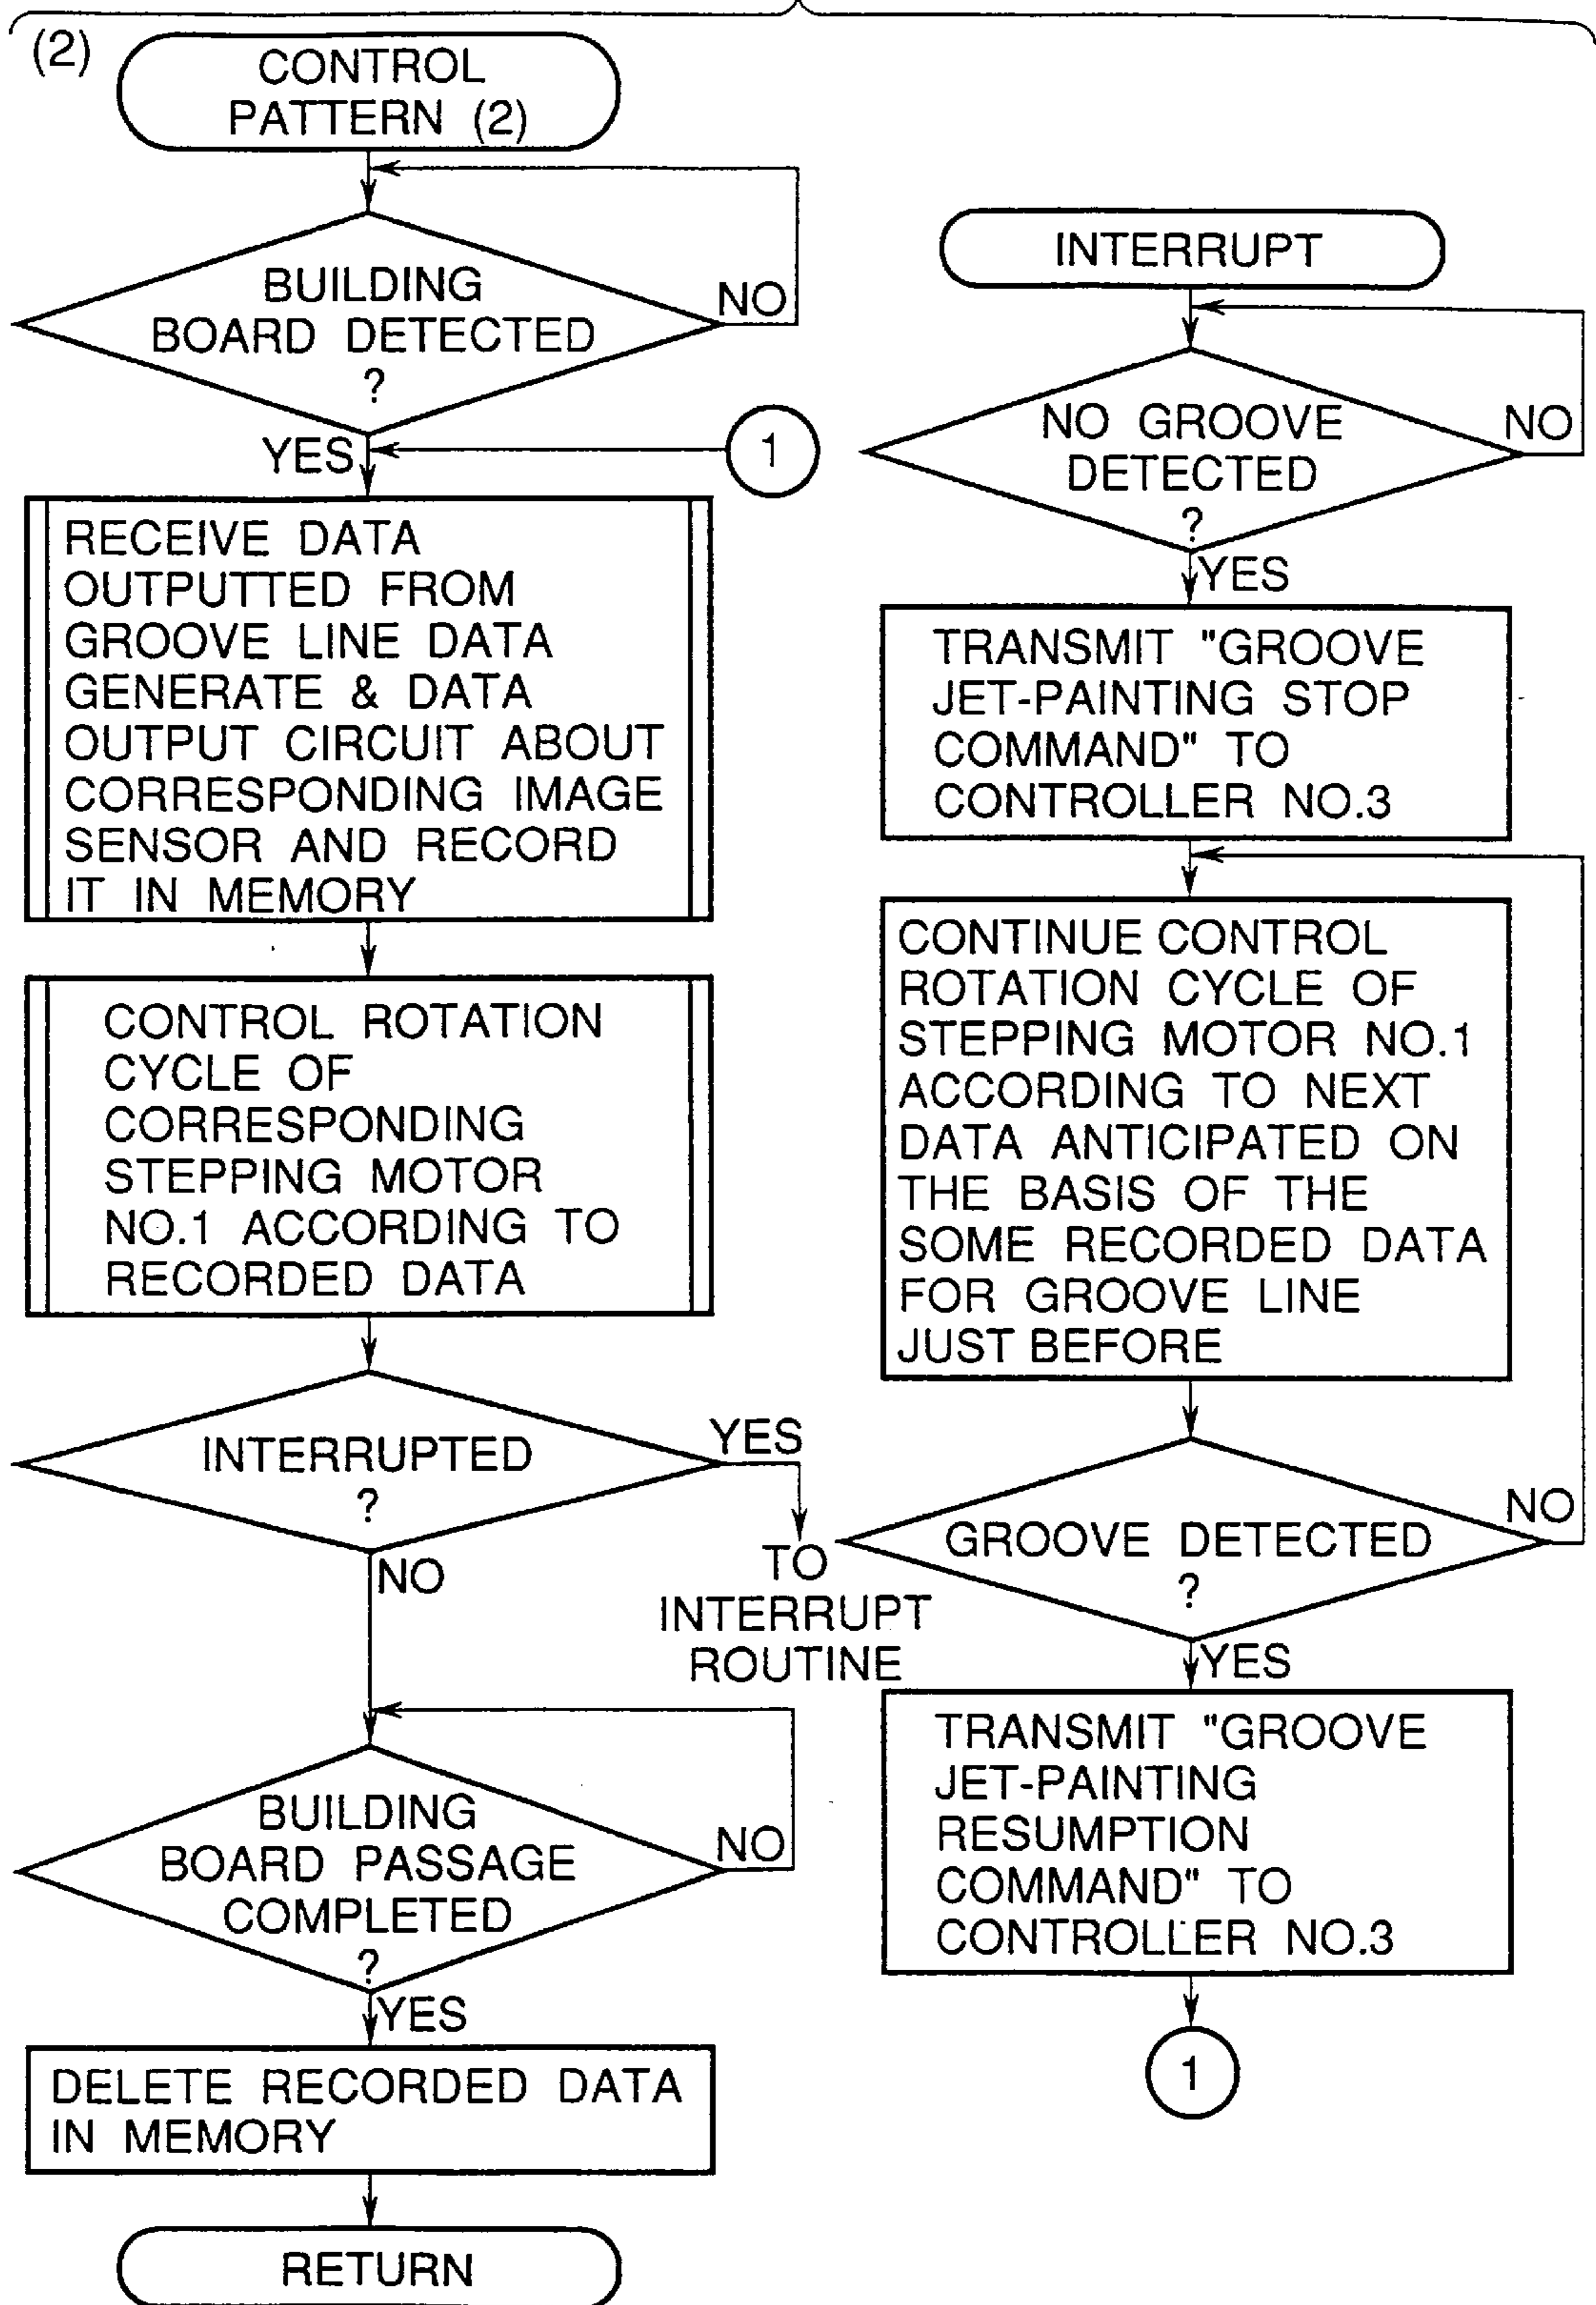 (2)
CONTROL
PATTERN (2)
BUILDING
BOARD DETECTED
?
NO
YES
1
RECEIVE DATA
OUTPUTTED FROM
GROOVE LINE DATA
GENERATE & DATA
OUTPUT CIRCUIT ABOUT
CORRESPONDING IMAGE
SENSOR AND RECORD
IT IN MEMORY
CONTROL ROTATION
CYCLE OF
CORRESPONDING
STEPPING MOTOR
NO.1 ACCORDING TO
RECORDED DATA
INTERRUPTED
?
YES
TO
INTERRUPT
ROUTINE
NO
BUILDING
BOARD PASSAGE
COMPLETED
?
NO
YES
DELETE RECORDED DATA
IN MEMORY
RETURN
INTERRUPT
NO GROOVE
DETECTED
?
NO
YES
TRANSMIT "GROOVE
JET-PAINTING STOP
COMMAND" TO
CONTROLLER NO.3
CONTINUE CONTROL
ROTATION CYCLE OF
STEPPING MOTOR NO.1
ACCORDING TO NEXT
DATA ANTICIPATED ON
THE BASIS OF THE
SOME RECORDED DATA
FOR GROOVE LINE
JUST BEFORE
GROOVE DETECTED
?
NO
YES
TRANSMIT "GROOVE
JET-PAINTING
RESUMPTION
COMMAND" TO
CONTROLLER NO.3
1